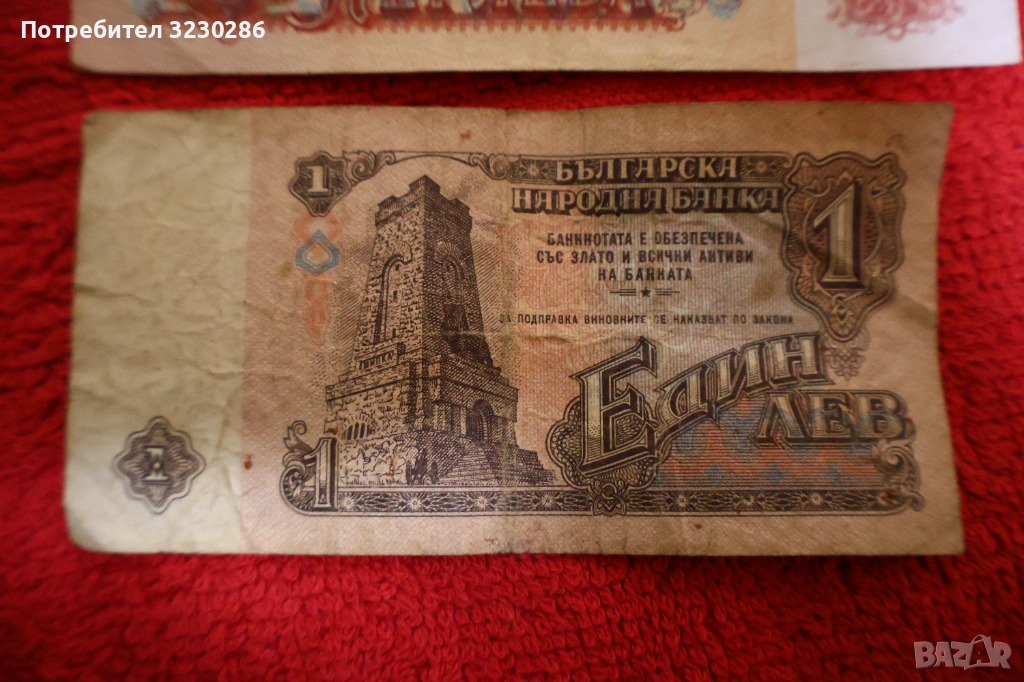 Потребител 3230286
1
БЪЛГАРСКА
НАРОДНА БАНКА
1
БАНКНОТАТА Е ОБЕЗПЕЧЕНА
СЪС ЗЛАТО И ВСИЧКИ АКТИВИ
НА БАНКАТА
ЗА ПОДПРАВКА ВИНОВНИТЕ СЕ НАКАЗВАТ ПО ЗАКОНА
ЕДИН
ЛЕВ
1
1
BAZAR